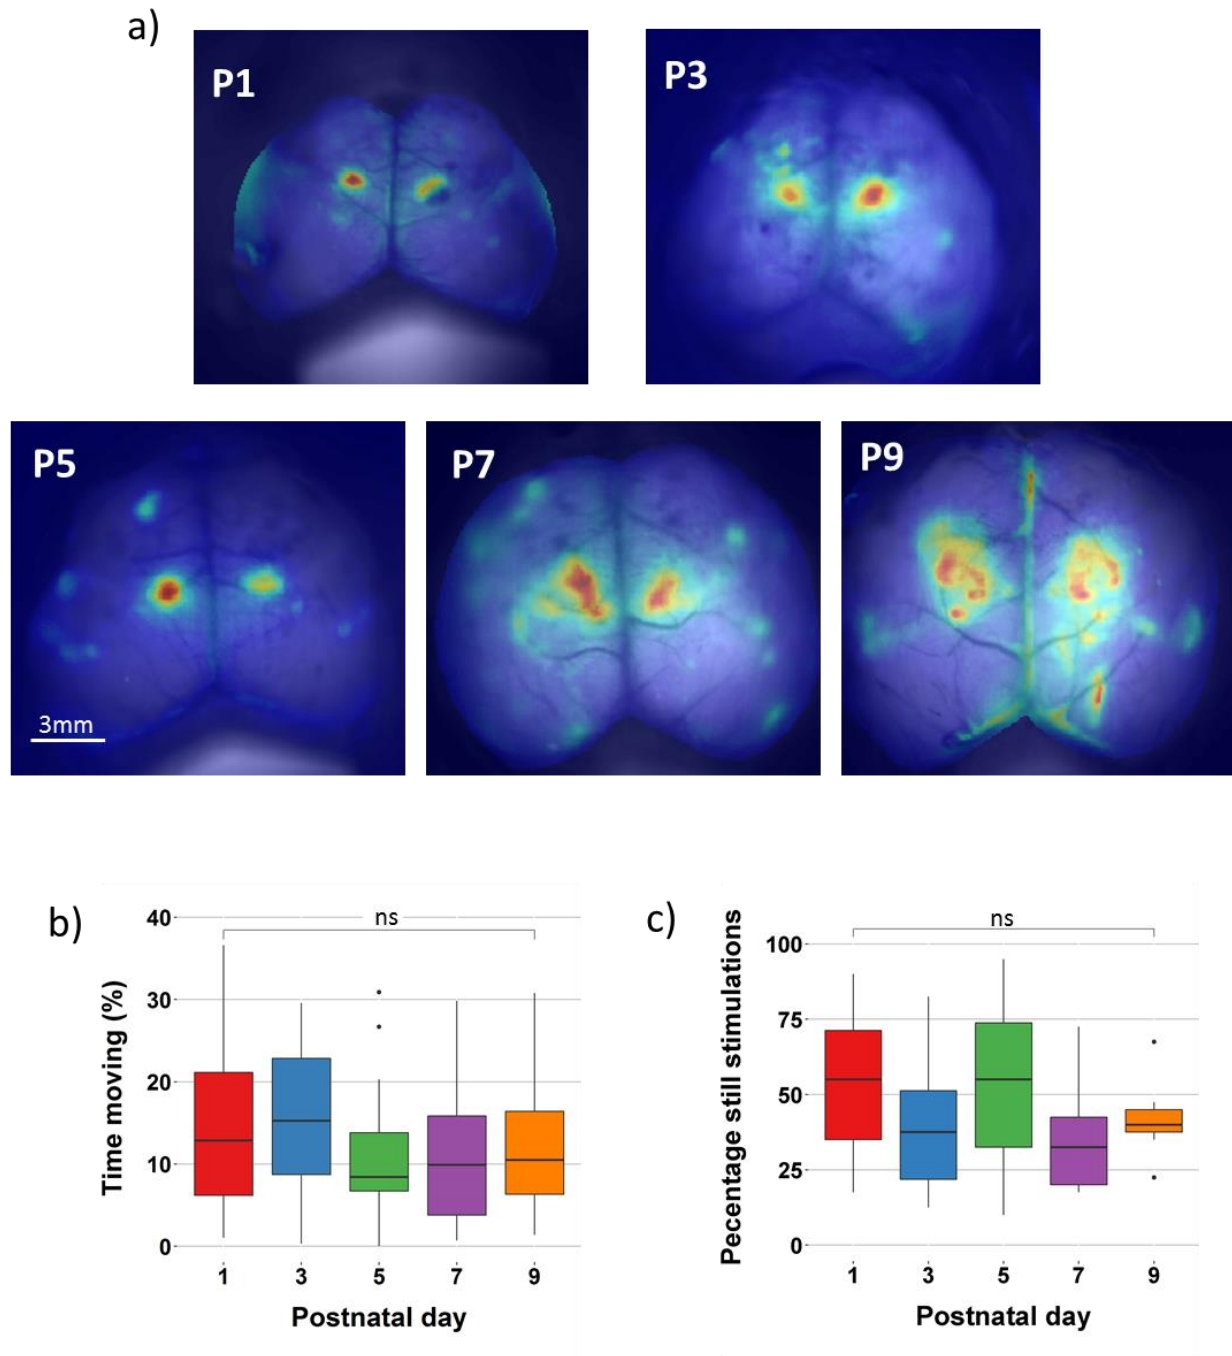 a)
P1
P3
P5
P7
P9
3mm
b)
ns
40
30
20
10
0
Time moving (%)
1 3 5 7 9
Postnatal day
c)
ns
100
75
50
25
0
Pecentage still stimulations
1 3 5 7 9
Postnatal day